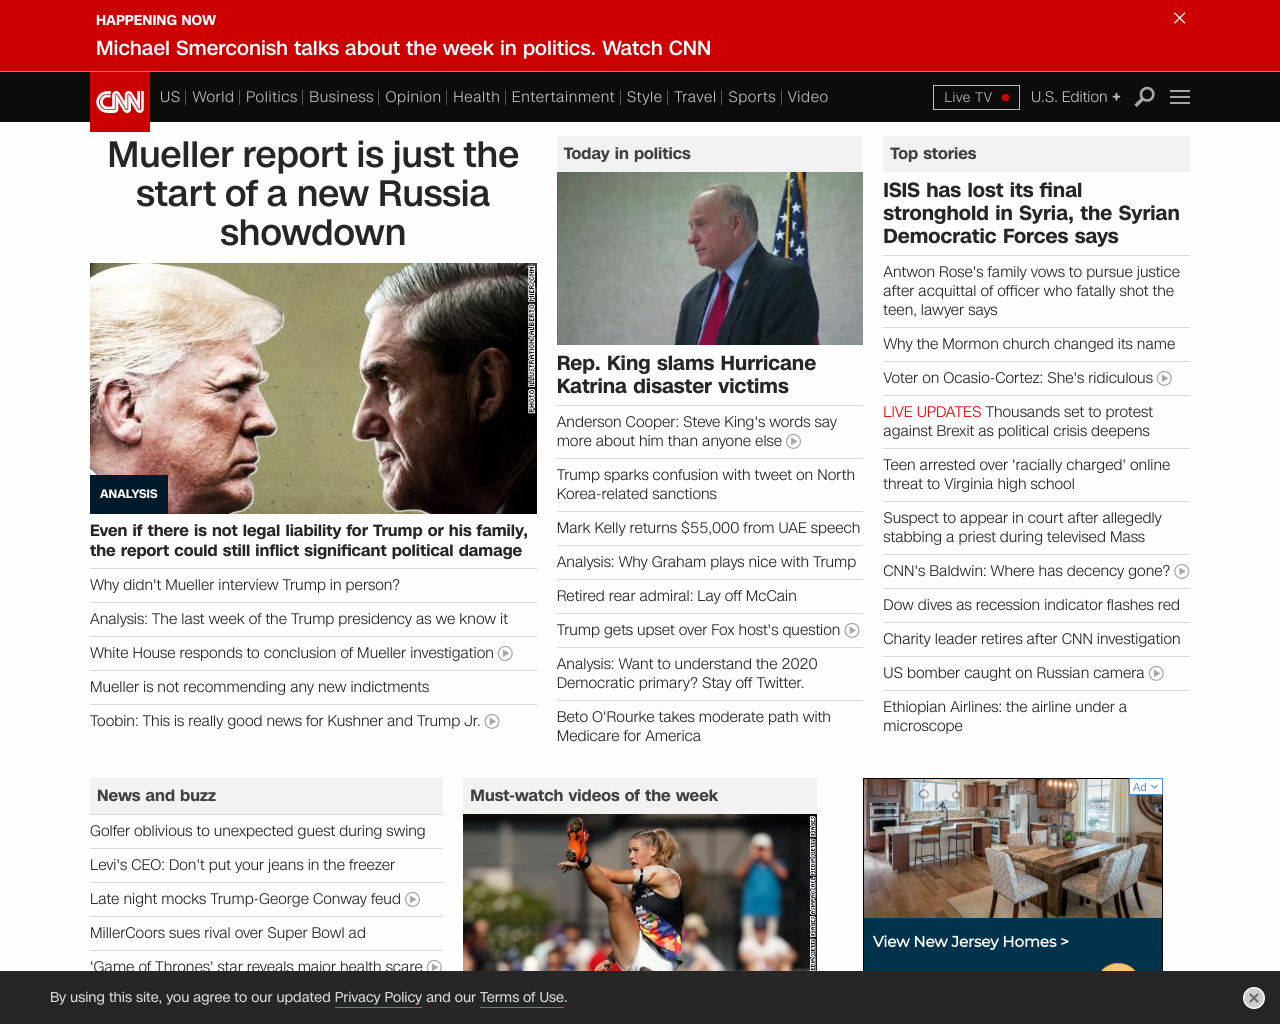 HAPPENING NOW
Michael Smerconish talks about the week in politics. Watch CNN
CNN
US
World
Politics
Business
Opinion
Health
Entertainment
Style
Travel
Sports
Video
Live TV
U.S. Edition +
Mueller report is just the
start of a new Russia
showdown
PHOTO ILLUSTRATION/ALBERTO MIER/CNN
ANALYSIS
Even if there is not legal liability for Trump or his family,
the report could still inflict significant political damage
Why didn't Mueller interview Trump in person?
Analysis: The last week of the Trump presidency as we know it
White House responds to conclusion of Mueller investigation
Mueller is not recommending any new indictments
Toobin: This is really good news for Kushner and Trump Jr.
Today in politics
Rep. King slams Hurricane
Katrina disaster victims
Anderson Cooper: Steve King's words say
more about him than anyone else
Trump sparks confusion with tweet on North
Korea-related sanctions
Mark Kelly returns $55,000 from UAE speech
Analysis: Why Graham plays nice with Trump
Retired rear admiral: Lay off McCain
Trump gets upset over Fox host's question
Analysis: Want to understand the 2020
Democratic primary? Stay off Twitter.
Beto O'Rourke takes moderate path with
Medicare for America
Top stories
ISIS has lost its final
stronghold in Syria, the Syrian
Democratic Forces says
Antwon Rose's family vows to pursue justice
after acquittal of officer who fatally shot the
teen, lawyer says
Why the Mormon church changed its name
Voter on Ocasio-Cortez: She's ridiculous
LIVE UPDATES Thousands set to protest
against Brexit as political crisis deepens
Teen arrested over 'racially charged' online
threat to Virginia high school
Suspect to appear in court after allegedly
stabbing a priest during televised Mass
CNN's Baldwin: Where has decency gone?
Dow dives as recession indicator flashes red
Charity leader retires after CNN investigation
US bomber caught on Russian camera
Ethiopian Airlines: the airline under a
microscope
News and buzz
Golfer oblivious to unexpected guest during swing
Levi's CEO: Don't put your jeans in the freezer
Late night mocks Trump-George Conway feud
MillerCoors sues rival over Super Bowl ad
'Game of Thrones' star reveals major health scare
Must-watch videos of the week
Ad
View New Jersey Homes >
By using this site, you agree to our updated Privacy Policy and our Terms of Use.